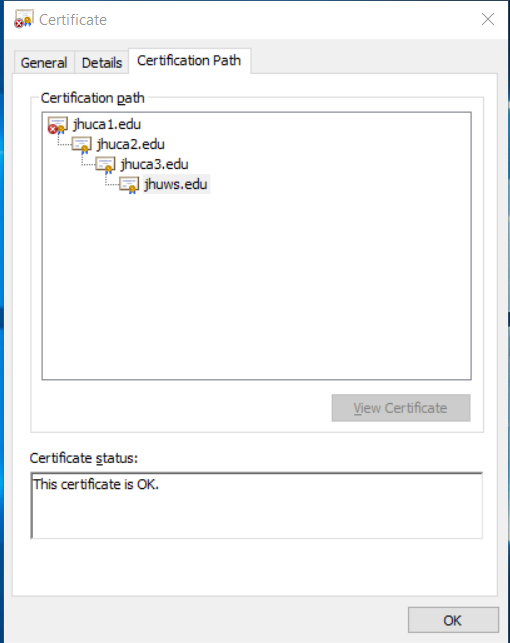 Certificate
General Details Certification Path
Certification path
jhuca1.edu
jhuca2.edu
jhuca3.edu
jhuws.edu
View Certificate
Certificate status:
This certificate is OK.
OK